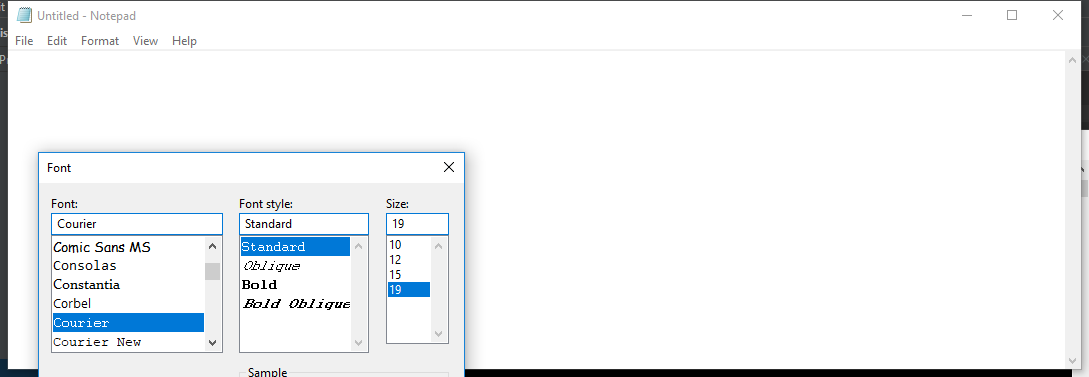 Untitled - Notepad
File Edit Format View Help
Font
Font: Font style: Size:
Courier Standard 19
Comic Sans MS Standard 10
Consolas Oblique 12
Constantia Bold 15
Corbel Bold Oblique 19
Courier
Courier New
Sample